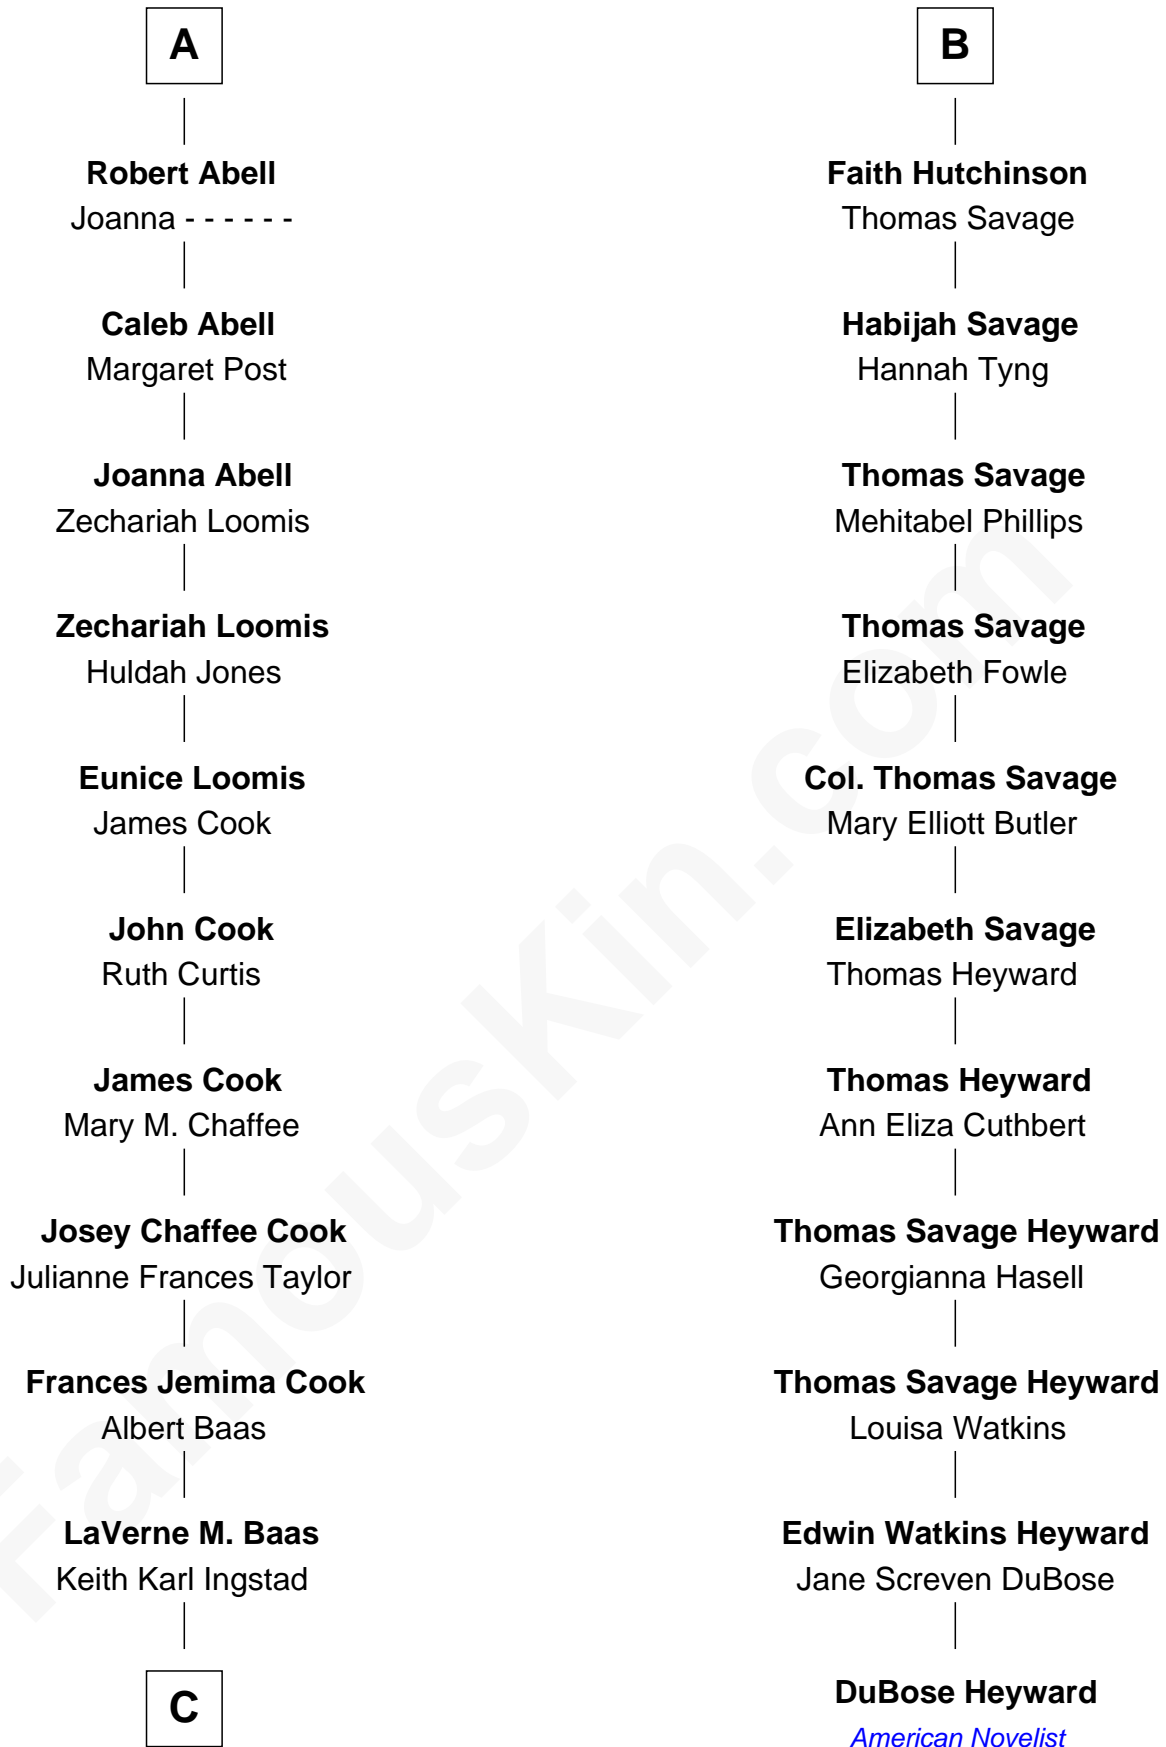 A
Robert Abell
Joanna - - - - - -
Caleb Abell
Margaret Post
Joanna Abell
Zechariah Loomis
Zechariah Loomis
Huldah Jones
Eunice Loomis
James Cook
John Cook
Ruth Curtis
James Cook
Mary M. Chaffee
Josey Chaffee Cook
Julianne Frances Taylor
Frances Jemima Cook
Albert Baas
LaVerne M. Baas
Keith Karl Ingstad
C
B
Faith Hutchinson
Thomas Savage
Habijah Savage
Hannah Tyng
Thomas Savage
Mehitabel Phillips
Thomas Savage
Elizabeth Fowle
Col. Thomas Savage
Mary Elliott Butler
Elizabeth Savage
Thomas Heyward
Thomas Heyward
Ann Eliza Cuthbert
Thomas Savage Heyward
Georgianna Hasell
Thomas Savage Heyward
Louisa Watkins
Edwin Watkins Heyward
Jane Screven DuBose
DuBose Heyward
American Novelist
FamousKin.com